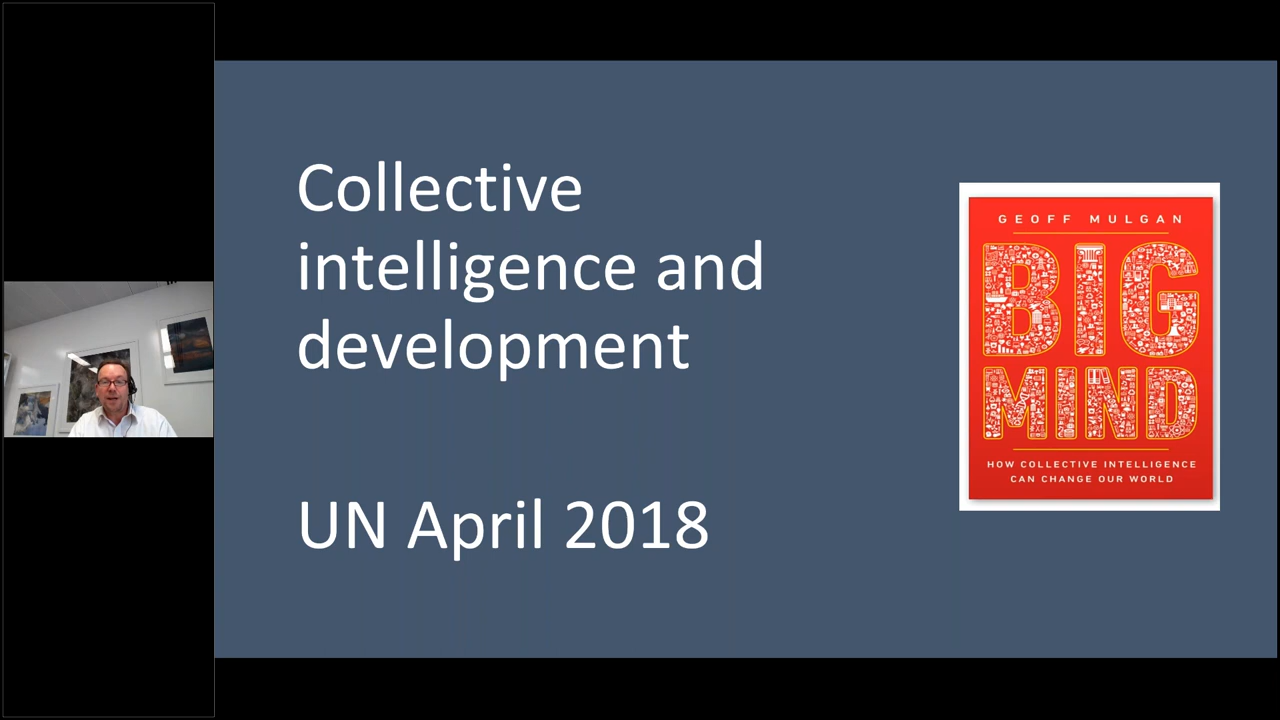 Collective
intelligence and
development
UN April 2018
GEOFF MULGAN
BIG
MIND
HOW COLLECTIVE INTELLIGENCE
CAN CHANGE OUR WORLD